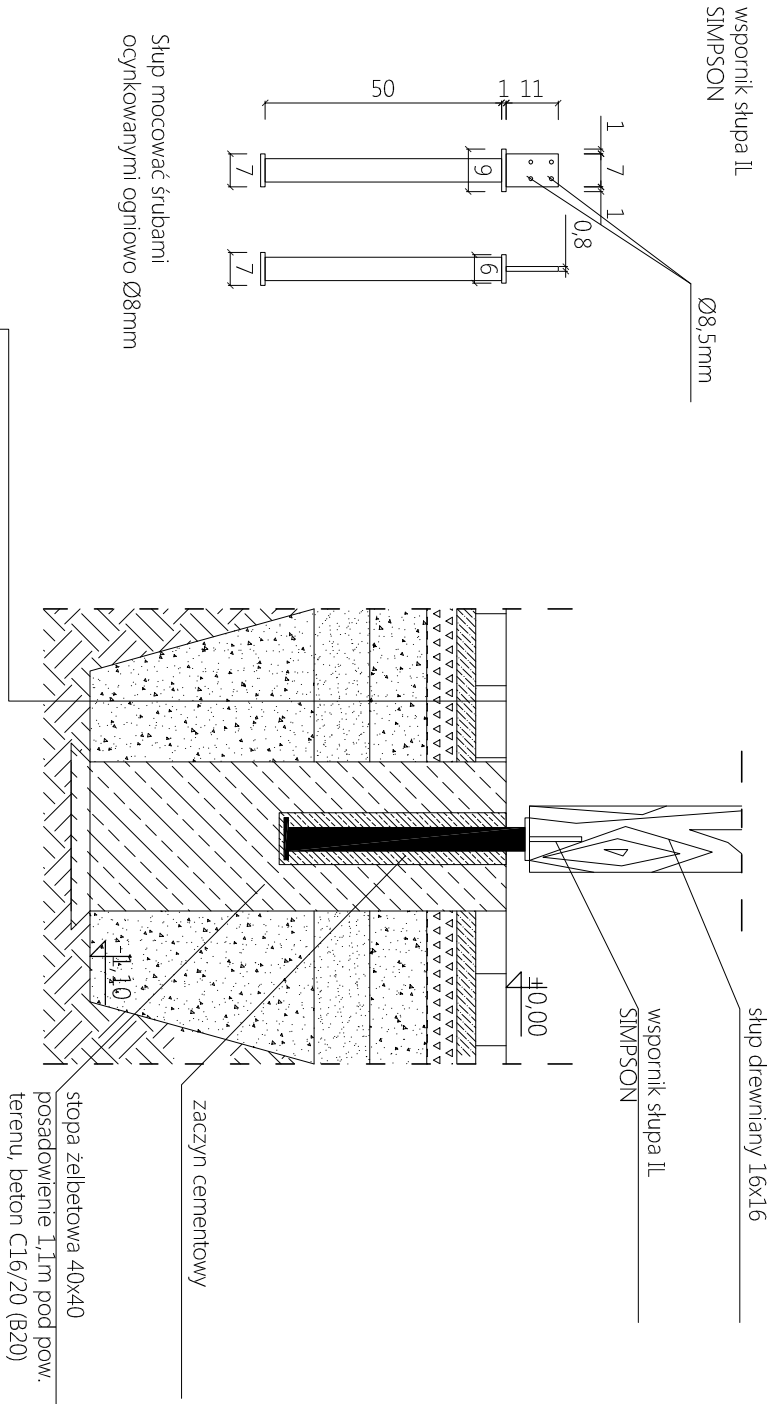 wspornik słupa IL
SIMPSON
50
1
11
1
7
1
9
7
0,8
6
7
Ø8,5mm
Słup mocować śrubami
ocynkowanymi ogniowo Ø8mm
słup drewniany 16x16
wspornik słupa IL
SIMPSON
±0,00
-1,10
zaczyn cementowy
stopa żelbetowa 40x40
posadowienie 1,1m pod pow.
terenu, beton C16/20 (B20)